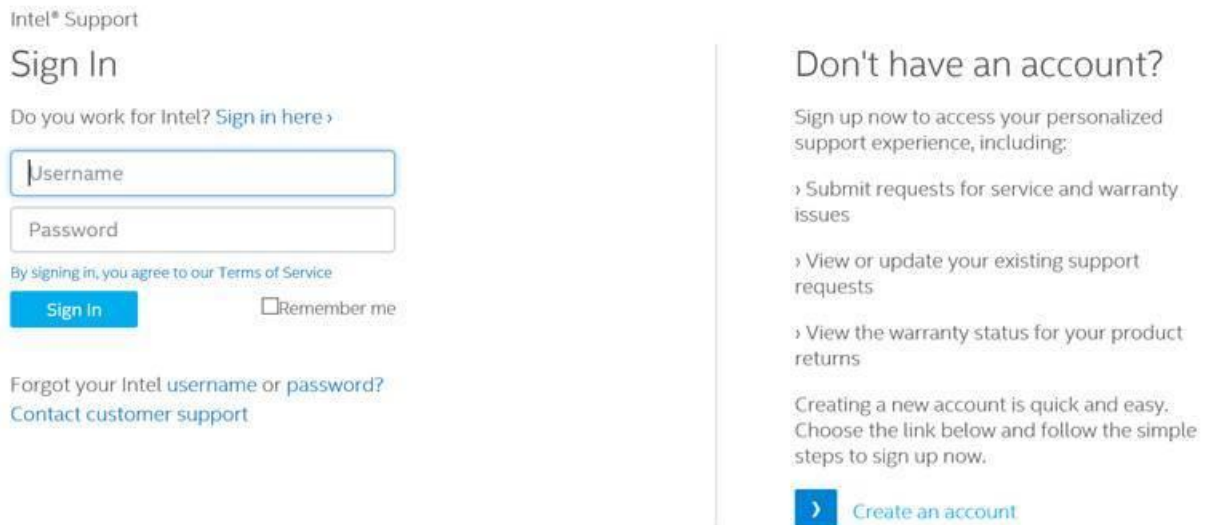 Intel® Support
Sign In
Do you work for Intel? Sign in here ›
Username
Password
By signing in, you agree to our Terms of Service
Sign In
Remember me
Forgot your Intel username or password?
Contact customer support
Don't have an account?
Sign up now to access your personalized
support experience, including:
› Submit requests for service and warranty
issues
› View or update your existing support
requests
› View the warranty status for your product
returns
Creating a new account is quick and easy.
Choose the link below and follow the simple
steps to sign up now.
› Create an account